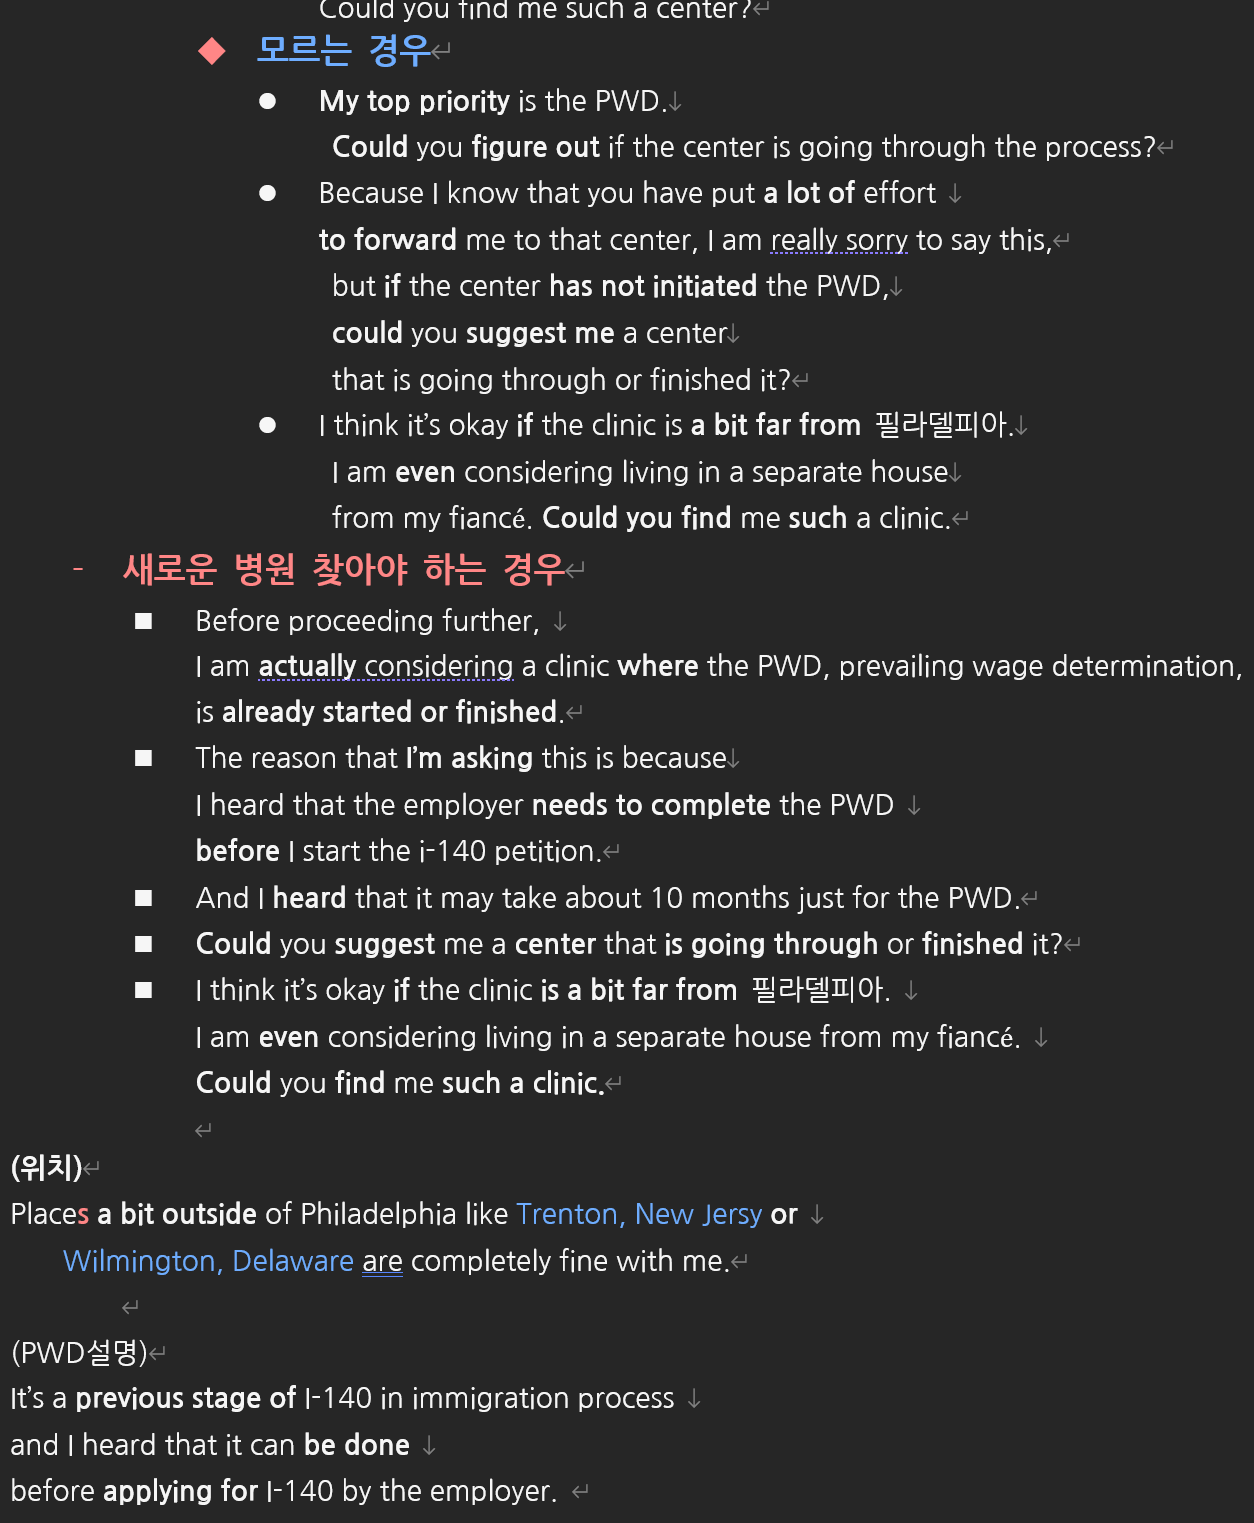 Could you find me such a center?
모르는 경우
My top priority is the PWD.
Could you figure out if the center is going through the process?
Because I know that you have put a lot of effort
to forward me to that center, I am really sorry to say this,
but if the center has not initiated the PWD,
could you suggest me a center
that is going through or finished it?
I think it's okay if the clinic is a bit far from 필라델피아.
I am even considering living in a separate house
from my fiancé. Could you find me such a clinic.
- 새로운 병원 찾아야 하는 경우
Before proceeding further,
I am actually considering a clinic where the PWD, prevailing wage determination,
is already started or finished.
The reason that I'm asking this is because
I heard that the employer needs to complete the PWD
before I start the i-140 petition.
And I heard that it may take about 10 months just for the PWD.
Could you suggest me a center that is going through or finished it?
I think it's okay if the clinic is a bit far from 필라델피아.
I am even considering living in a separate house from my fiancé.
Could you find me such a clinic.
(위치)
Places a bit outside of Philadelphia like Trenton, New Jersy or
Wilmington, Delaware are completely fine with me.
(PWD설명)
It's a previous stage of I-140 in immigration process
and I heard that it can be done
before applying for I-140 by the employer.